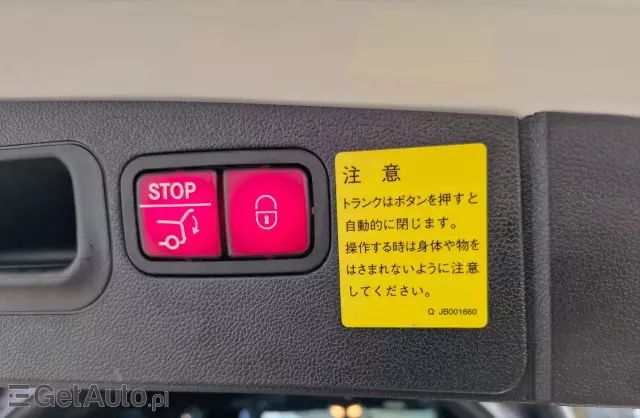 STOP
注意
トランクはボタンを押すと
自動的に閉じます。
操作する時は身体や物を
はさまれないように注意
してください。
Q JB001660
GetAuto.pl